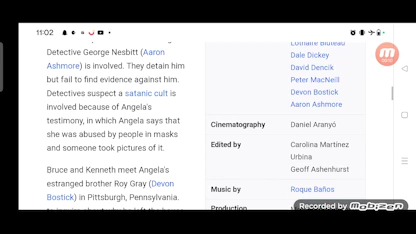 11:02
Detective George Nesbitt (Aaron
Ashmore) is involved. They detain him
but fail to find evidence against him.
Detectives suspect a satanic cult is
involved because of Angela's
testimony, in which Angela says that
she was abused by people in masks
and someone took pictures of it.
Bruce and Kenneth meet Angela's
estranged brother Roy Gray (Devon
Bostick) in Pittsburgh, Pennsylvania.
Lothaire Bluteau
Dale Dickey
David Dencik
Peter MacNeill
Devon Bostick
Aaron Ashmore
Cinematography Daniel Aranyó
Edited by Carolina Martínez
Urbina
Geoff Ashenhurst
Music by Roque Baños
Production
Recorded by Mobizen